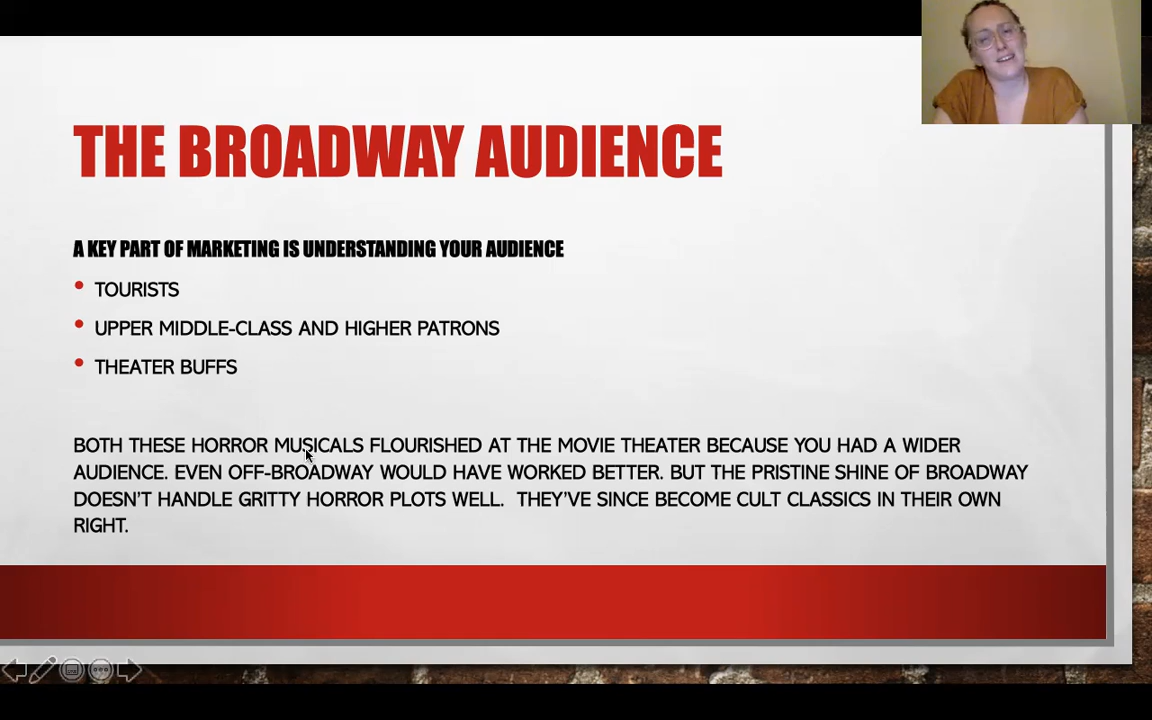 THE BROADWAY AUDIENCE
A KEY PART OF MARKETING IS UNDERSTANDING YOUR AUDIENCE
• TOURISTS
• UPPER MIDDLE-CLASS AND HIGHER PATRONS
• THEATER BUFFS
BOTH THESE HORROR MUSICALS FLOURISHED AT THE MOVIE THEATER BECAUSE YOU HAD A WIDER
AUDIENCE. EVEN OFF-BROADWAY WOULD HAVE WORKED BETTER. BUT THE PRISTINE SHINE OF BROADWAY
DOESN'T HANDLE GRITTY HORROR PLOTS WELL.  THEY'VE SINCE BECOME CULT CLASSICS IN THEIR OWN
RIGHT.